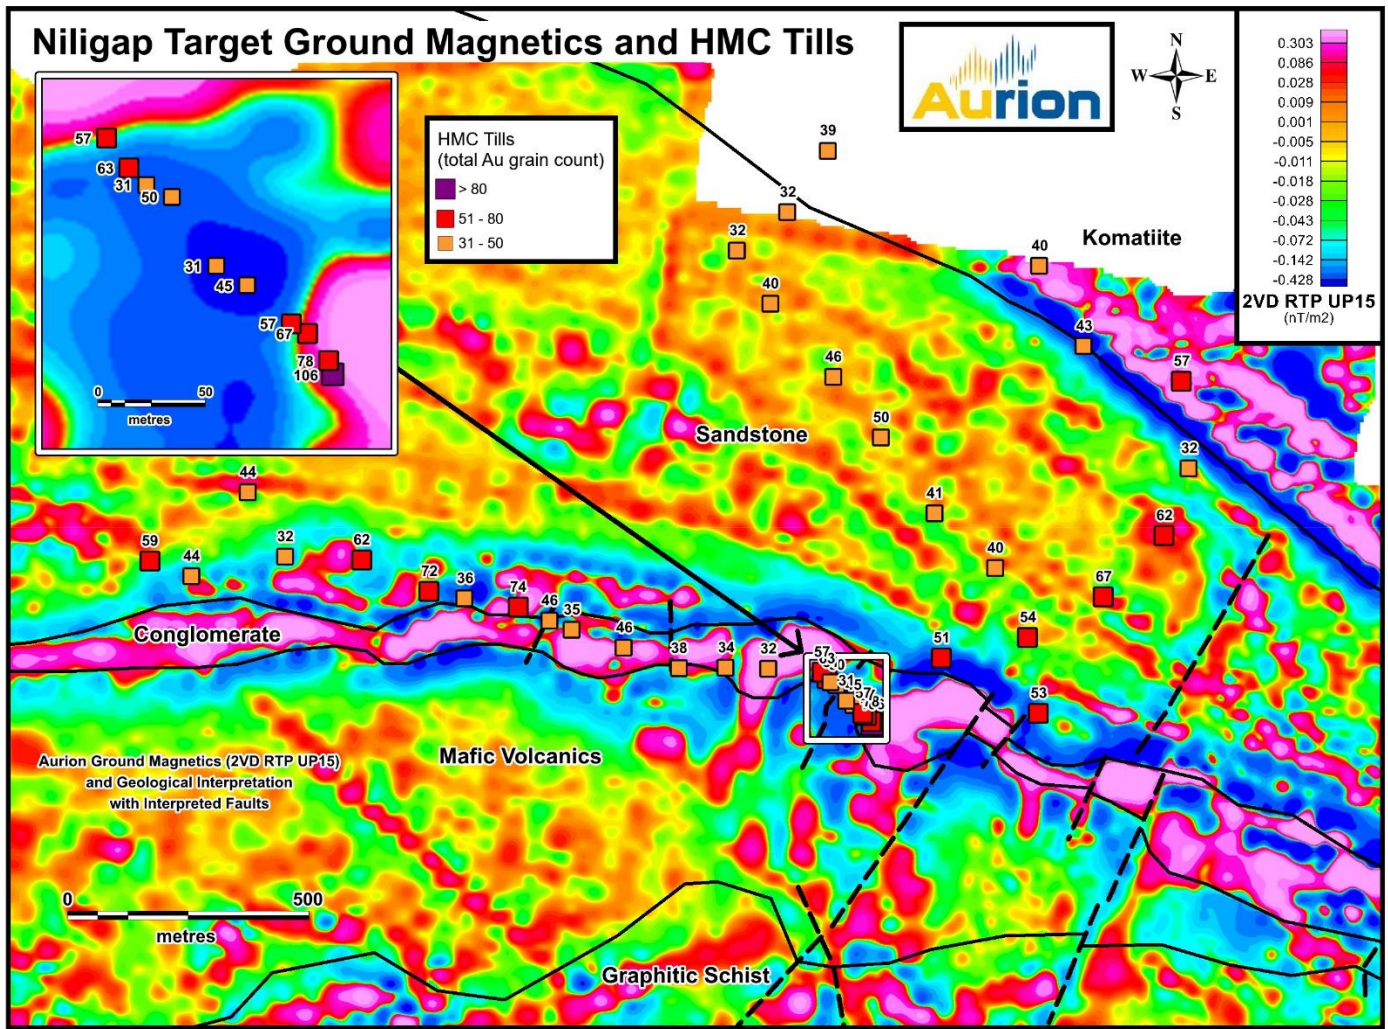 Niligap Target Ground Magnetics and HMC Tills
Aurion
N
W E
S
0.303
0.086
0.028
0.009
0.001
-0.005
-0.011
-0.018
-0.028
-0.043
-0.072
-0.142
-0.428
2VD RTP UP15
(nT/m2)
HMC Tills
(total Au grain count)
> 80
51 - 80
31 - 50
57
63
31
50
31
45
57
67
78
106
0 50
metres
39
32
32
40
Komatiite
40
43
57
46
Sandstone
50
32
44
41
62
59
44
32
62
40
67
72
36
74
46
35
54
Conglomerate
46
38
34
32
57
31
51
53
Mafic Volcanics
Aurion Ground Magnetics (2VD RTP UP15)
and Geological Interpretation
with Interpreted Faults
0 500
metres
Graphitic Schist